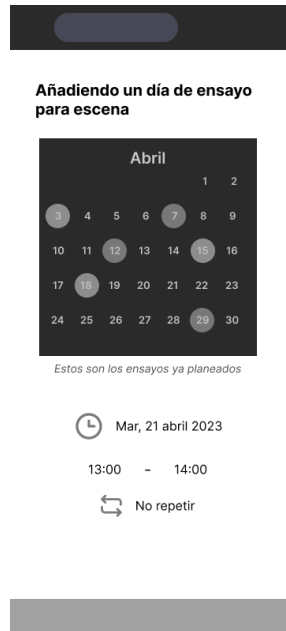 Añadiendo un día de ensayo
para escena
Abril
1 2
3 4 5 6 7 8 9
10 11 12 13 14 15 16
17 18 19 20 21 22 23
24 25 26 27 28 29 30
Estos son los ensayos ya planeados
Mar, 21 abril 2023
13:00 - 14:00
No repetir